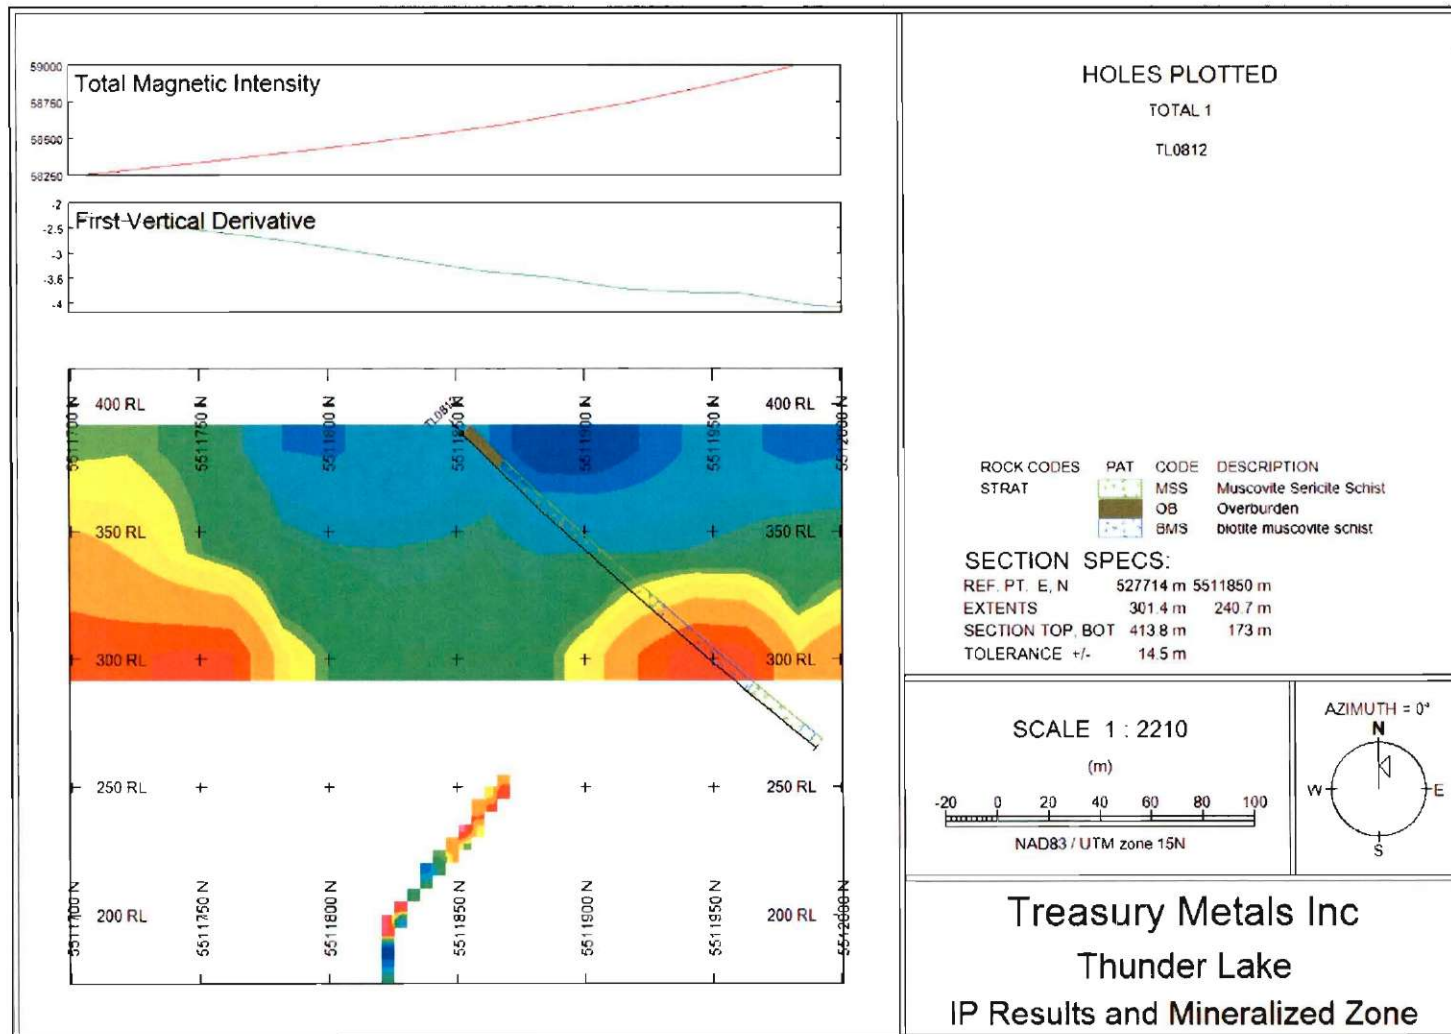 Total Magnetic Intensity
59000
58750
58500
58250
First Vertical Derivative
-2
-2.5
-3
-3.5
-4
5511700 N
5511750 N
5511800 N
5511850 N
5511900 N
5511950 N
5512000 N
TL0812
400 RL
400 RL
350 RL
350 RL
300 RL
300 RL
250 RL
250 RL
200 RL
200 RL
5511700 N
5511750 N
5511800 N
5511850 N
5511900 N
5511950 N
5512000 N
HOLES PLOTTED
TOTAL 1
TL0812
ROCK CODES PAT CODE DESCRIPTION
STRAT MSS Muscovite Sericite Schist
OB Overburden
BMS biotite muscovite schist
SECTION SPECS:
REF. PT. E, N 527714 m 5511850 m
EXTENTS 301.4 m 240.7 m
SECTION TOP, BOT 413.8 m 173 m
TOLERANCE +/- 14.5 m
SCALE 1 : 2210
(m)
-20 0 20 40 60 80 100
NAD83 / UTM zone 15N
AZIMUTH = 0°
N
W E
S
Treasury Metals Inc
Thunder Lake
IP Results and Mineralized Zone